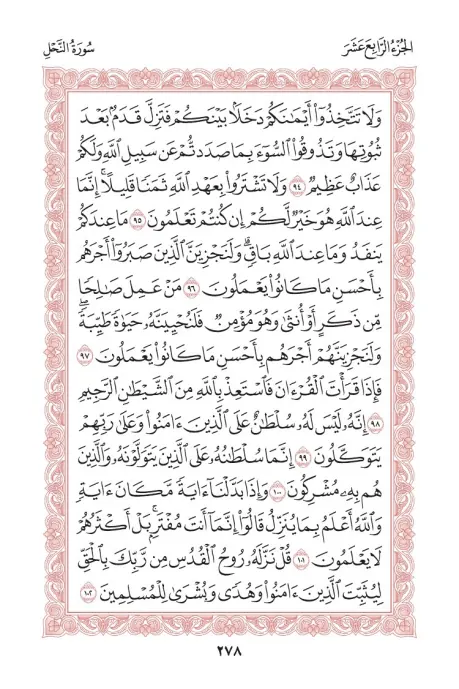 الجُزْءُ الرَّابِعَ عَشَرَ
سُورَةُ النَّحْلِ
وَلَا تَتَّخِذُوٓا۟ أَيْمَٰنَكُمْ دَخَلًۢا بَيْنَكُمْ فَتَزِلَّ قَدَمٌۢ بَعْدَ
ثُبُوتِهَا وَتَذُوقُوا۟ ٱلسُّوٓءَ بِمَا صَدَدتُّمْ عَن سَبِيلِ ٱللَّهِ وَلَكُمْ
عَذَابٌ عَظِيمٌ ٩٤ وَلَا تَشْتَرُوا۟ بِعَهْدِ ٱللَّهِ ثَمَنًا قَلِيلًا ۚ إِنَّمَا
عِندَ ٱللَّهِ هُوَ خَيْرٌ لَّكُمْ إِن كُنتُمْ تَعْلَمُونَ ٩٥ مَا عِندَكُمْ
يَنفَدُ وَمَا عِندَ ٱللَّهِ بَاقٍ ۗ وَلَنَجْزِيَنَّ ٱلَّذِينَ صَبَرُوٓا۟ أَجْرَهُم
بِأَحْسَنِ مَا كَانُوا۟ يَعْمَلُونَ ٩٦ مَنْ عَمِلَ صَٰلِحًا
مِّن ذَكَرٍ أَوْ أُنثَىٰ وَهُوَ مُؤْمِنٌ فَلَنُحْيِيَنَّهُۥ حَيَوٰةً طَيِّبَةً ۖ
وَلَنَجْزِيَنَّهُمْ أَجْرَهُم بِأَحْسَنِ مَا كَانُوا۟ يَعْمَلُونَ ٩٧
فَإِذَا قَرَأْتَ ٱلْقُرْءَانَ فَٱسْتَعِذْ بِٱللَّهِ مِنَ ٱلشَّيْطَٰنِ ٱلرَّجِيمِ
٩٨ إِنَّهُۥ لَيْسَ لَهُۥ سُلْطَٰنٌ عَلَى ٱلَّذِينَ ءَامَنُوا۟ وَعَلَىٰ رَبِّهِمْ
يَتَوَكَّلُونَ ٩٩ إِنَّمَا سُلْطَٰنُهُۥ عَلَى ٱلَّذِينَ يَتَوَلَّوْنَهُۥ وَٱلَّذِينَ
هُم بِهِۦ مُشْرِكُونَ ١٠٠ وَإِذَا بَدَّلْنَآ ءَايَةً مَّكَانَ ءَايَةٍ ۙ
وَٱللَّهُ أَعْلَمُ بِمَا يُنَزِّلُ قَالُوٓا۟ إِنَّمَآ أَنتَ مُفْتَرٍۭ ۚ بَلْ أَكْثَرُهُمْ
لَا يَعْلَمُونَ ١٠١ قُلْ نَزَّلَهُۥ رُوحُ ٱلْقُدُسِ مِن رَّبِّكَ بِٱلْحَقِّ
لِيُثَبِّتَ ٱلَّذِينَ ءَامَنُوا۟ وَهُدًى وَبُشْرَىٰ لِلْمُسْلِمِينَ ١٠٢
٢٧٨